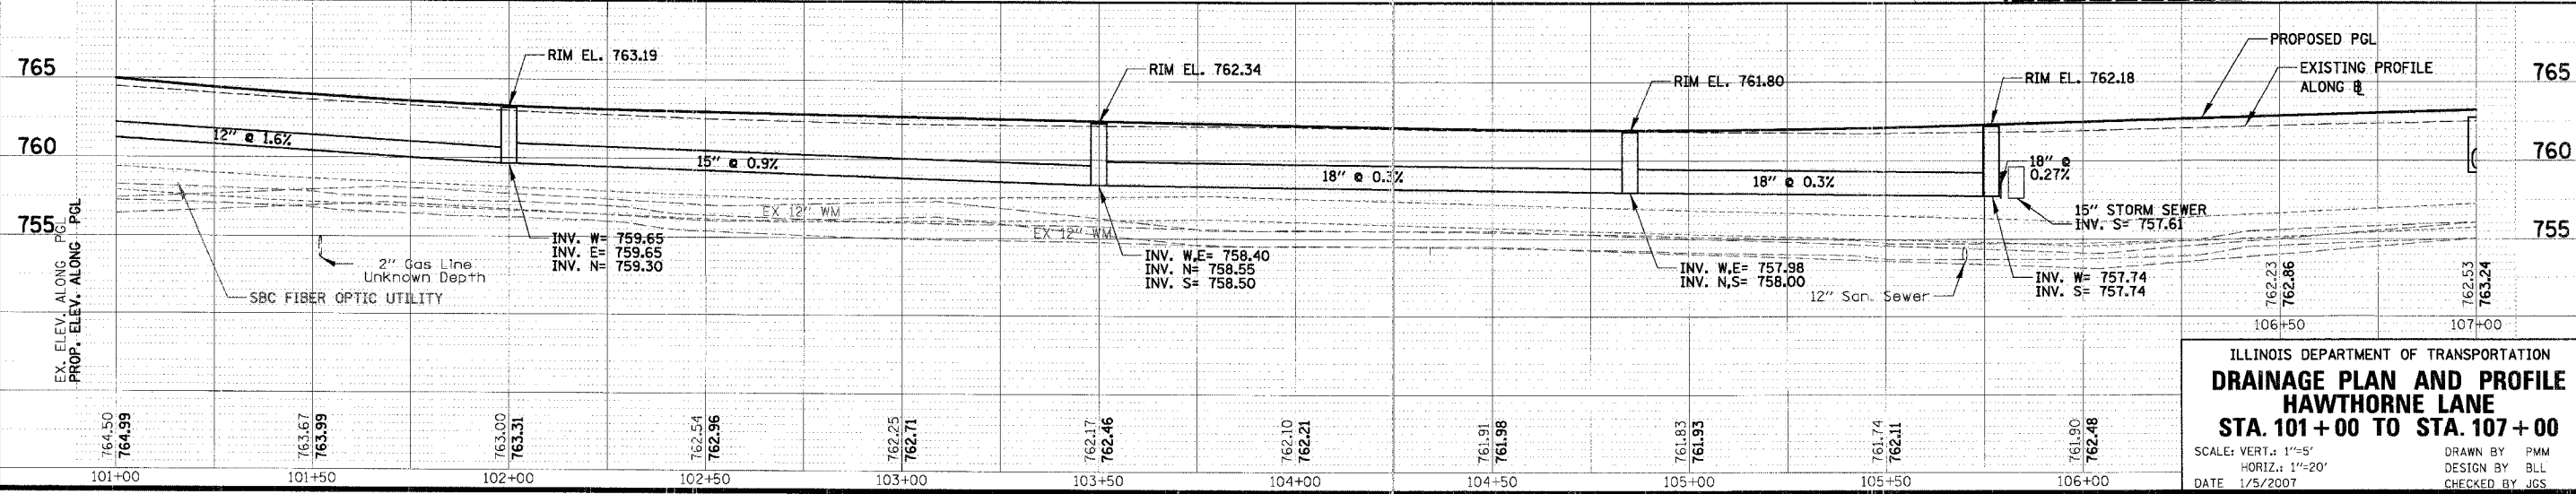 765
760
755
EX. ELEV. ALONG PGL
PROP. ELEV. ALONG PGL
RIM EL. 763.19
RIM EL. 762.34
RIM EL. 761.80
RIM EL. 762.18
PROPOSED PGL
EXISTING PROFILE
ALONG ℄
765
760
755
12" @ 1.6%
15" @ 0.9%
18" @ 0.3%
18" @ 0.3%
18" @
0.27%
15" STORM SEWER
INV. S= 757.61
EX 12" WM
EX 12" WM
2" Gas Line
Unknown Depth
SBC FIBER OPTIC UTILITY
INV. W= 759.65
INV. E= 759.65
INV. N= 759.30
INV. W,E= 758.40
INV. N= 758.55
INV. S= 758.50
INV. W,E= 757.98
INV. N,S= 758.00
12" San. Sewer
INV. W= 757.74
INV. S= 757.74
764.50
764.99
763.67
763.99
763.00
763.31
762.54
762.96
762.25
762.71
762.17
762.46
762.10
762.21
761.91
761.98
761.83
761.93
761.74
762.11
761.90
762.48
762.23
762.86
762.53
763.24
101+00
101+50
102+00
102+50
103+00
103+50
104+00
104+50
105+00
105+50
106+00
106+50
107+00
ILLINOIS DEPARTMENT OF TRANSPORTATION
DRAINAGE PLAN AND PROFILE
HAWTHORNE LANE
STA. 101+00 TO STA. 107+00
SCALE: VERT.: 1"=5'
HORIZ.: 1"=20'
DATE 1/5/2007
DRAWN BY PMM
DESIGN BY BLL
CHECKED BY JGS